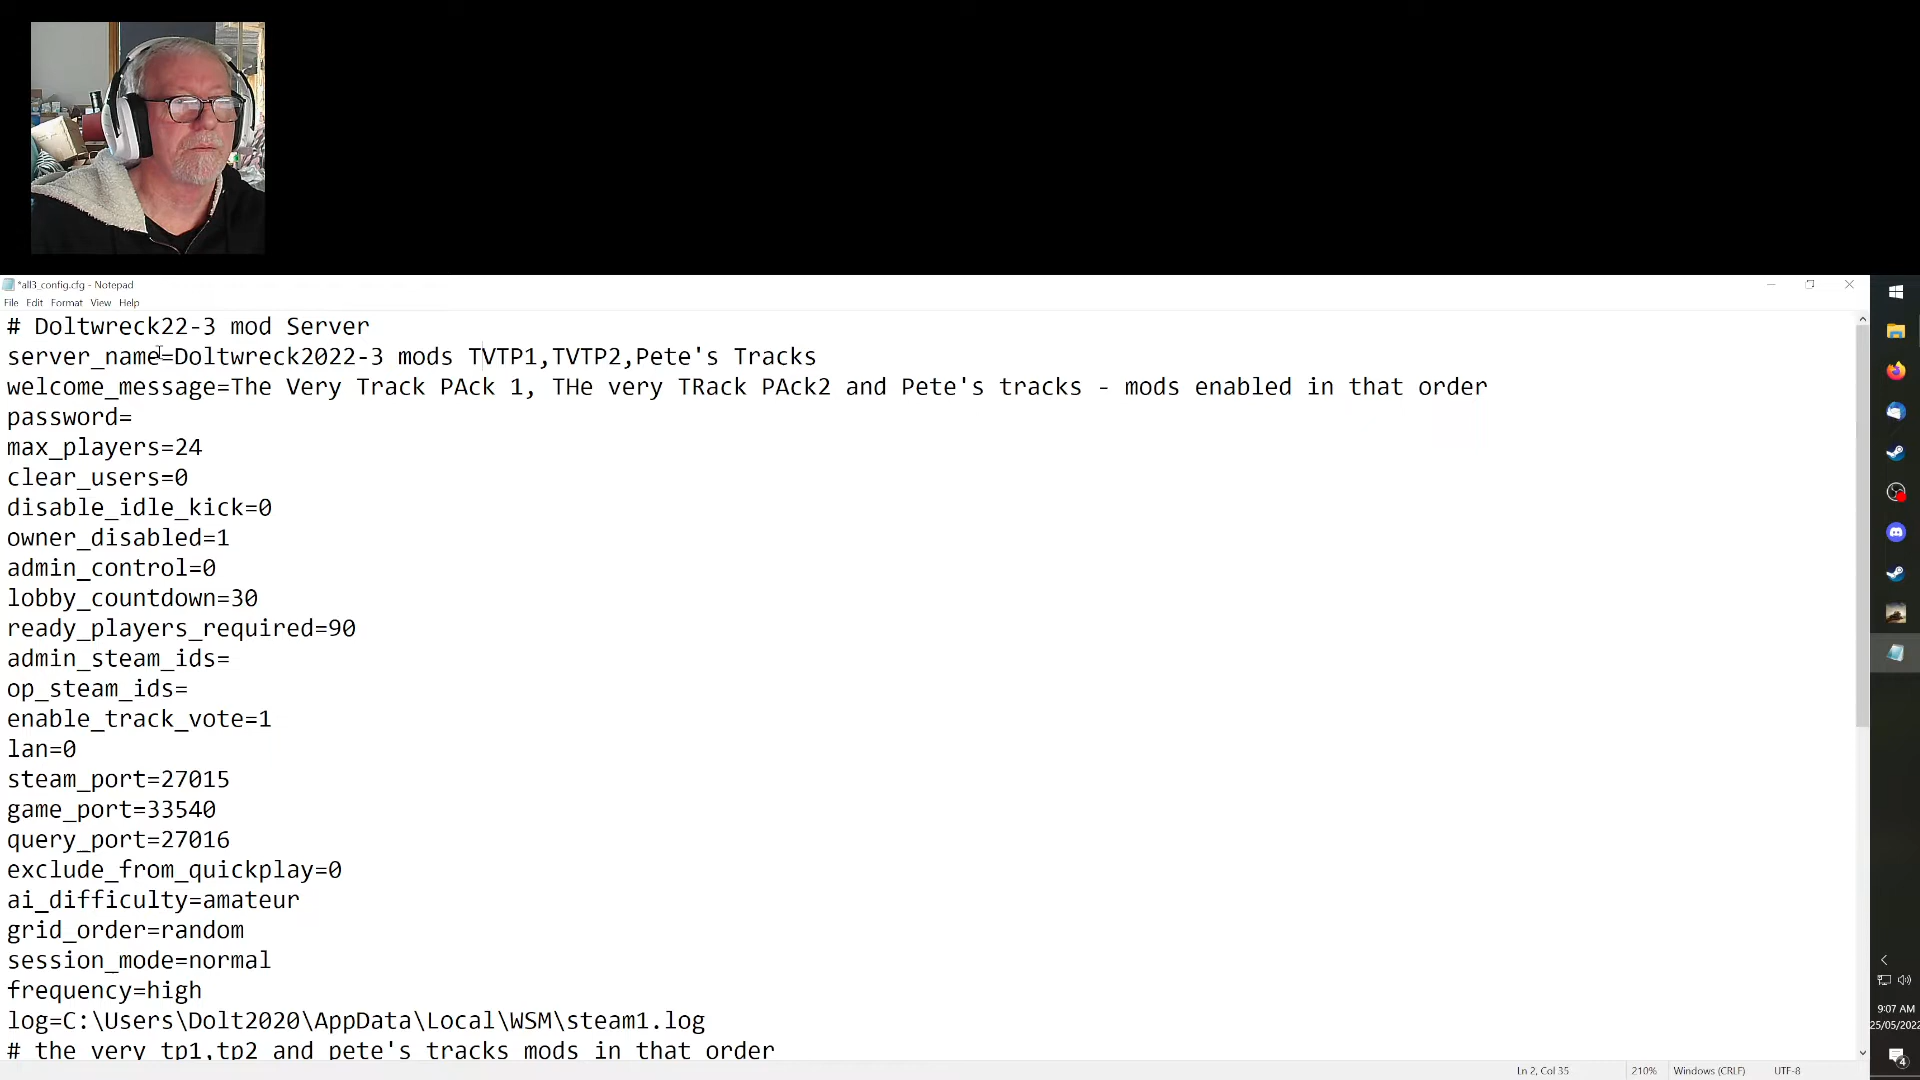 *all3_config.cfg - Notepad
File Edit Format View Help
# Doltwreck22-3 mod Server
server_name=Doltwreck2022-3 mods TVTP1,TVTP2,Pete's Tracks
welcome_message=The Very Track PAck 1, THe very TRack PAck2 and Pete's tracks - mods enabled in that order
password=
max_players=24
clear_users=0
disable_idle_kick=0
owner_disabled=1
admin_control=0
lobby_countdown=30
ready_players_required=90
admin_steam_ids=
op_steam_ids=
enable_track_vote=1
lan=0
steam_port=27015
game_port=33540
query_port=27016
exclude_from_quickplay=0
ai_difficulty=amateur
grid_order=random
session_mode=normal
frequency=high
log=C:\Users\Dolt2020\AppData\Local\WSM\steam1.log
# the very tp1,tp2 and pete's tracks mods in that order
Ln 2, Col 35 210% Windows (CRLF) UTF-8
9:07 AM
25/05/2022
4